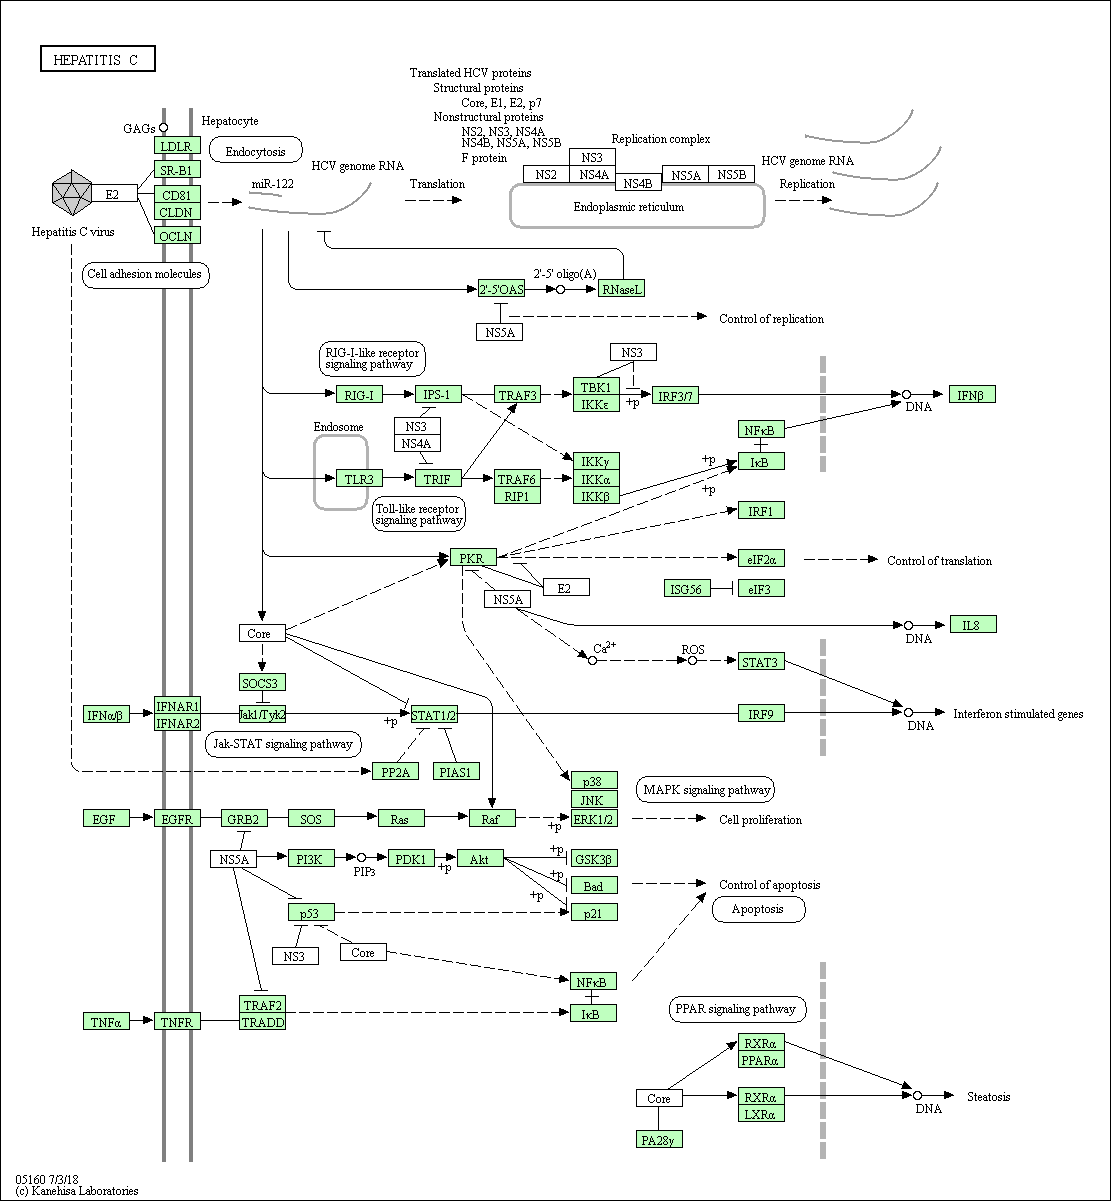 HEPATITIS C
Translated HCV proteins
Structural proteins
Core, E1, E2, p7
Nonstructural proteins
NS2, NS3, NS4A
NS4B, NS5A, NS5B
F protein
GAGs
Hepatocyte
LDLR
SR-B1
CD81
CLDN
OCLN
E2
Hepatitis C virus
Endocytosis
Cell adhesion molecules
miR-122
HCV genome RNA
Translation
Replication complex
NS3
NS2
NS4A
NS4B
NS5A
NS5B
Endoplasmic reticulum
HCV genome RNA
Replication
2'-5'OAS
2'-5' oligo(A)
RNaseL
NS5A
Control of replication
RIG-I-like receptor
signaling pathway
NS3
RIG-I
IPS-1
TRAF3
TBK1
IKKε
+p
IRF3/7
DNA
IFNβ
NS3
NS4A
Endosome
TLR3
TRIF
TRAF6
RIP1
IKKγ
IKKα
IKKβ
+p
+p
NFκB
IκB
Toll-like receptor
signaling pathway
IRF1
PKR
eIF2α
Control of translation
E2
NS5A
ISG56
eIF3
Core
DNA
IL8
Ca2+
ROS
STAT3
SOCS3
IFNα/β
IFNAR1
IFNAR2
Jak1/Tyk2
+p
STAT1/2
IRF9
DNA
Interferon stimulated genes
Jak-STAT signaling pathway
PP2A
PIAS1
p38
JNK
ERK1/2
MAPK signaling pathway
EGF
EGFR
GRB2
SOS
Ras
Raf
+p
Cell proliferation
NS5A
PI3K
PIP3
PDK1
+p
Akt
+p
+p
+p
GSK3β
Bad
p21
Control of apoptosis
Apoptosis
p53
NS3
Core
NFκB
IκB
TNFα
TNFR
TRAF2
TRADD
PPAR signaling pathway
RXRα
PPARα
Core
RXRα
LXRα
PA28γ
DNA
Steatosis
05160 7/3/18
(c) Kanehisa Laboratories